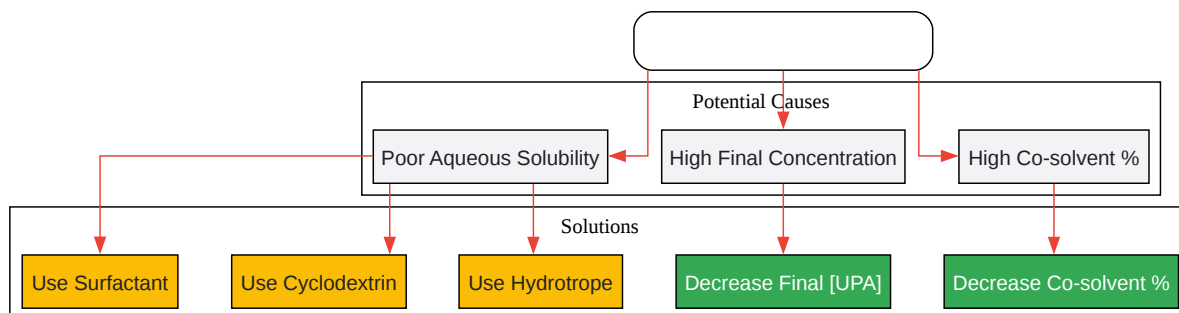 Potential Causes
Poor Aqueous Solubility
High Final Concentration
High Co-solvent %
Solutions
Use Surfactant
Use Cyclodextrin
Use Hydrotrope
Decrease Final [UPA]
Decrease Co-solvent %